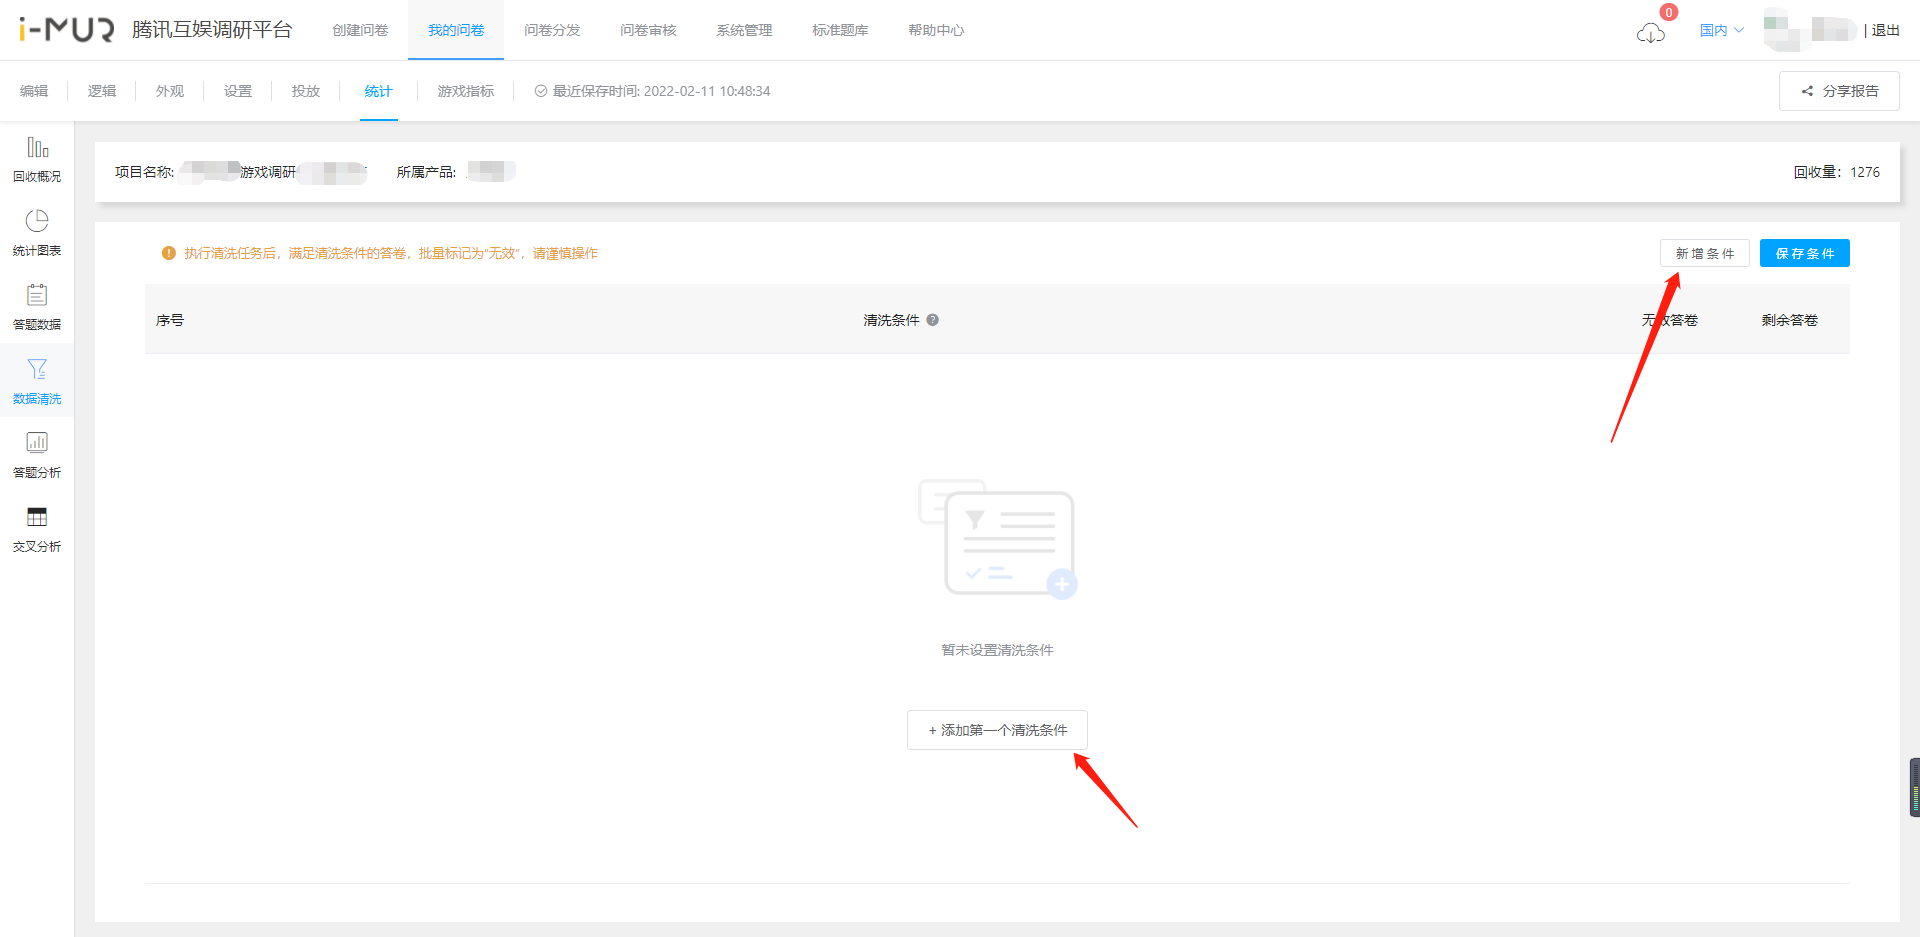 i-MUR 腾讯互娱调研平台 创建问卷 我的问卷 问卷分发 问卷审核 系统管理 标准题库 帮助中心 0 国内 | 退出
编辑 逻辑 外观 设置 投放 统计 游戏指标 最近保存时间: 2022-02-11 10:48:34 分享报告
回收概况
统计图表
答题数据
数据清洗
答题分析
交叉分析
项目名称: 游戏调研 所属产品: 回收量：1276
执行清洗任务后，满足清洗条件的答卷，批量标记为“无效”，请谨慎操作 新增条件 保存条件
序号 清洗条件 ? 无效答卷 剩余答卷
暂未设置清洗条件
+ 添加第一个清洗条件